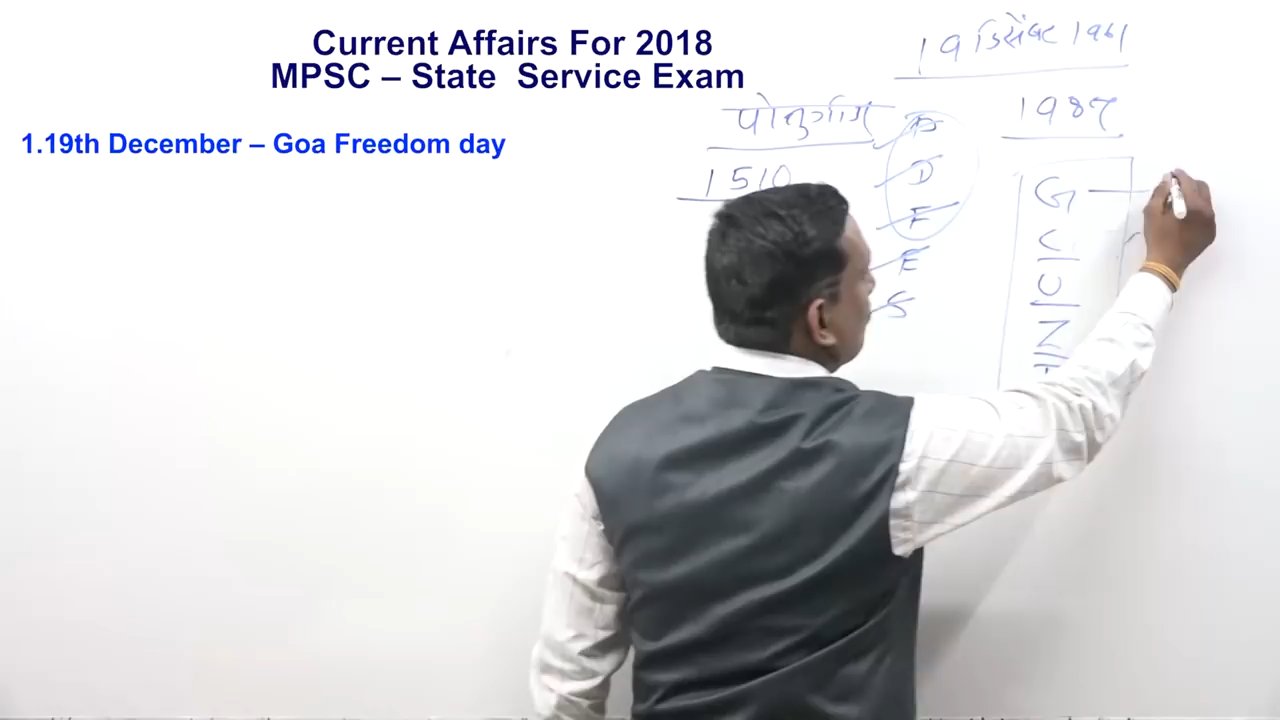 Current Affairs For 2018
MPSC – State Service Exam
1.19th December – Goa Freedom day
19 डिसेंबर 1961
पोर्तुगाल
1510
1987
P
D
F
E
S
G
C
U
N